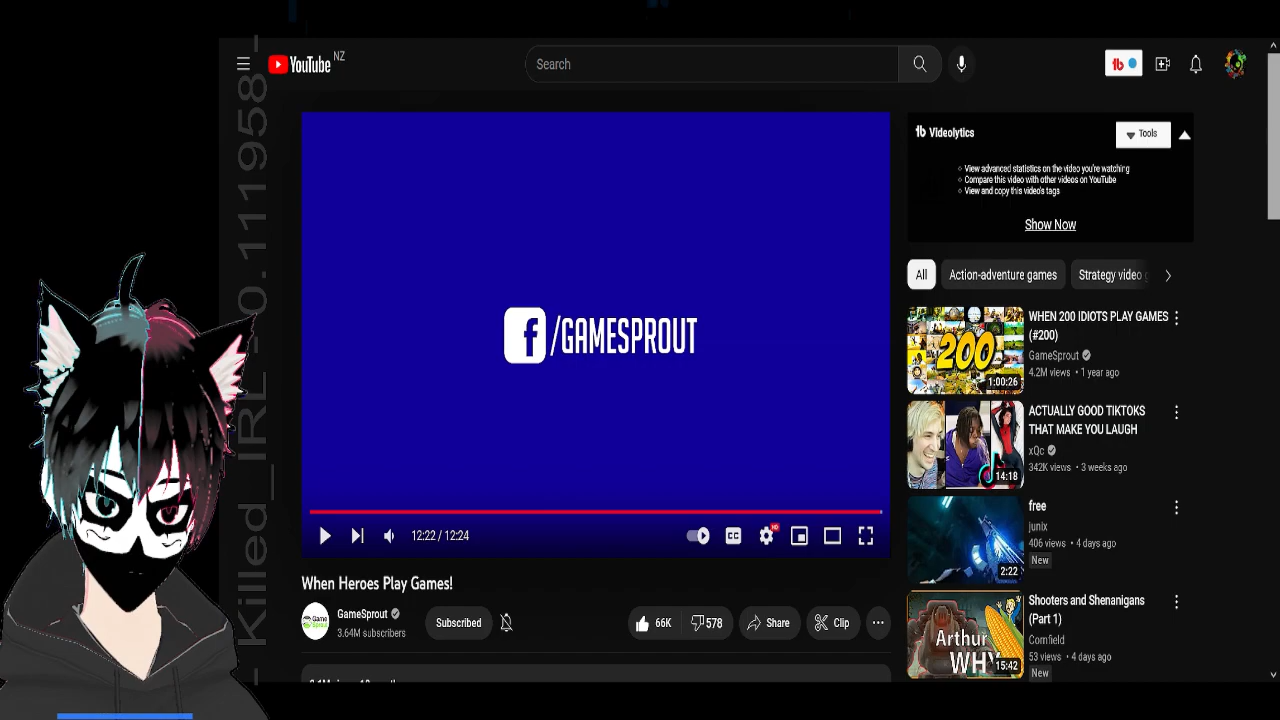 YouTube NZ
Search
/GAMESPROUT
12:22 / 12:24
CC
HD
When Heroes Play Games!
GameSprout
3.64M subscribers
Subscribed
66K
578
Share
Clip
Videolytics
Tools
View advanced statistics on the video you're watching
Compare this video with other videos on YouTube
View and copy this video's tags
Show Now
All
Action-adventure games
Strategy video
200
1:00:26
WHEN 200 IDIOTS PLAY GAMES
(#200)
GameSprout
4.2M views • 1 year ago
14:18
ACTUALLY GOOD TIKTOKS
THAT MAKE YOU LAUGH
xQc
342K views • 3 weeks ago
2:22
free
junix
406 views • 4 days ago
New
Arthur
WHY
15:42
Shooters and Shenanigans
(Part 1)
Cornfield
53 views • 4 days ago
New
- Killed_IRL -0.111958-